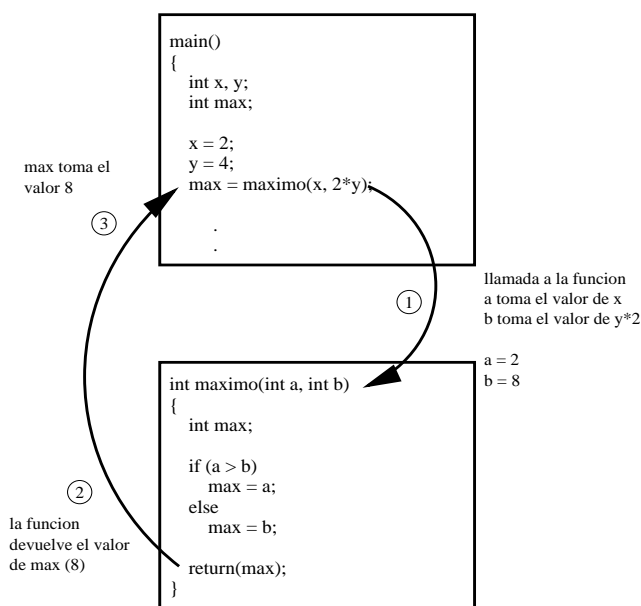 main()
{
int x, y;
int max;
x = 2;
y = 4;
max = maximo(x, 2*y);
.
.
max toma el
valor 8
3
1
llamada a la funcion
a toma el valor de x
b toma el valor de y*2
a = 2
b = 8
int maximo(int a, int b)
{
int max;
if (a > b)
max = a;
else
max = b;
return(max);
}
2
la funcion
devuelve el valor
de max (8)